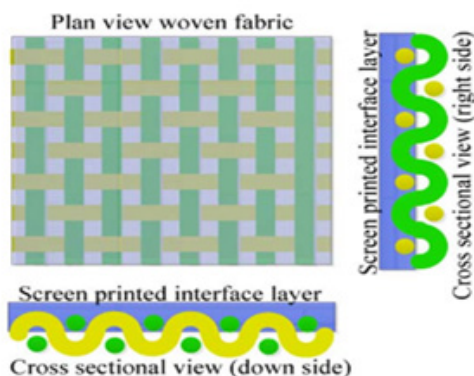 Plan view woven fabric
Screen printed interface layer
Cross sectional view (right side)
Screen printed interface layer
Cross sectional view (down side)